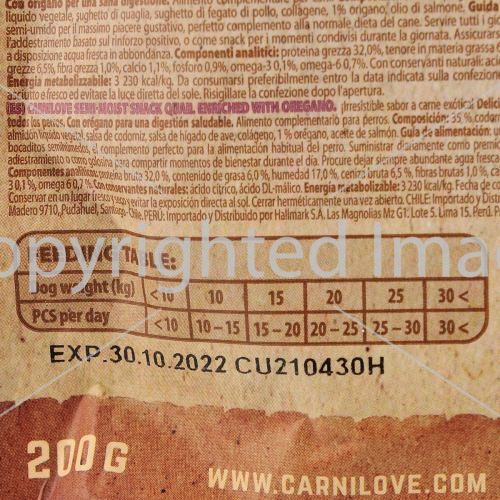 Con origano per una sana digestione. Alimento complementare
liquido vegetale, sughetto di quaglia, sughetto di fegato di pollo, collagene, 1% origano, olio di salmone. Guida
semi-umido per il massimo piacere gustativo, perfetto complemento alla normale dieta del cane. Servire tutti i
l'addestramento basato sul rinforzo positivo, o come snack per i momenti condivisi durante la giornata. Assicurars
a disposizione acqua fresca in abbondanza. Componenti analitici: proteina grezza 32,0%, tenore in materia grassa
grezze 6,5%, fibra grezza 1,0%, calcio 1,1%, fosforo 0,9%, omega-3 0,1%, omega-6 0,7%. Con conservanti naturali: aci
Energia metabolizzabile: 3 230 kcal/kg. Da consumarsi preferibilmente entro la data indicata sulla confezion
asciutto e fresco ed evitare la luce diretta del sole. Risigillare la confezione dopo l'apertura.
(ES) CARNILOVE SEMI-MOIST SNACK QUAIL ENRICHED WITH OREGANO. ¡Irresistible sabor a carne exótica! Delici
todos los perros. Con orégano para una digestión saludable. Alimento complementario para perros. Composición: 35 % codorn
almidón líquido vegetal, salsa de codorniz, salsa de hígado de ave, colágeno, 1 % orégano, aceite de salmón. Guía de alimentación:
bocaditos semihúmedos, el complemento perfecto para la alimentación habitual del perro. Suministrar diariamente como premi
adiestramiento o como golosina para compartir momentos de bienestar durante el día. Procure dejar siempre abundante agua fresca
Componentes analíticos: proteína bruta 32,0 %, contenido de grasa 6,0 %, humedad 17,0 %, ceniza bruta 6,5 %, fibras brutas 1,0 %, ca
3 0,1 %, omega 6 0,7 %. Conservantes naturales: ácido cítrico, ácido DL-málico. Energía metabolizable: 3 230 kcal/kg. Fecha de c
Conservar en un lugar fresco y seco y evitar la exposición directa al sol. Cerrar herméticamente una vez abierto. CHILE: Importado y Dist
Madero 9710, Pudahuel, Santiago-Chile. PERU: Importado y Distribuido por Hallmark S.A. Las Magnolias Mz G1: Lote 5. Lima 15. Perú.
Copyrighted Ima
FEEDING TABLE:
Dog weight (kg) <10 10 15 20 25 30<
PCS per day <10 10–15 15–20 20–25 25–30 30<
EXP.30.10.2022 CU210430H
200 G
WWW.CARNILOVE.COM